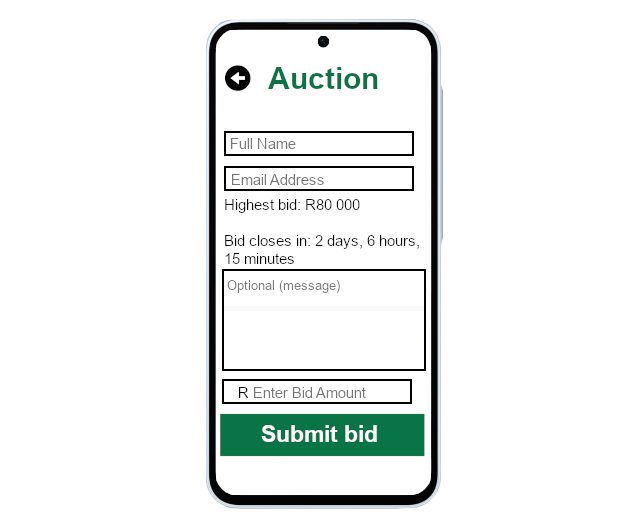 Auction
Full Name
Email Address
Highest bid: R80 000
Bid closes in: 2 days, 6 hours,
15 minutes
Optional (message)
R Enter Bid Amount
Submit bid